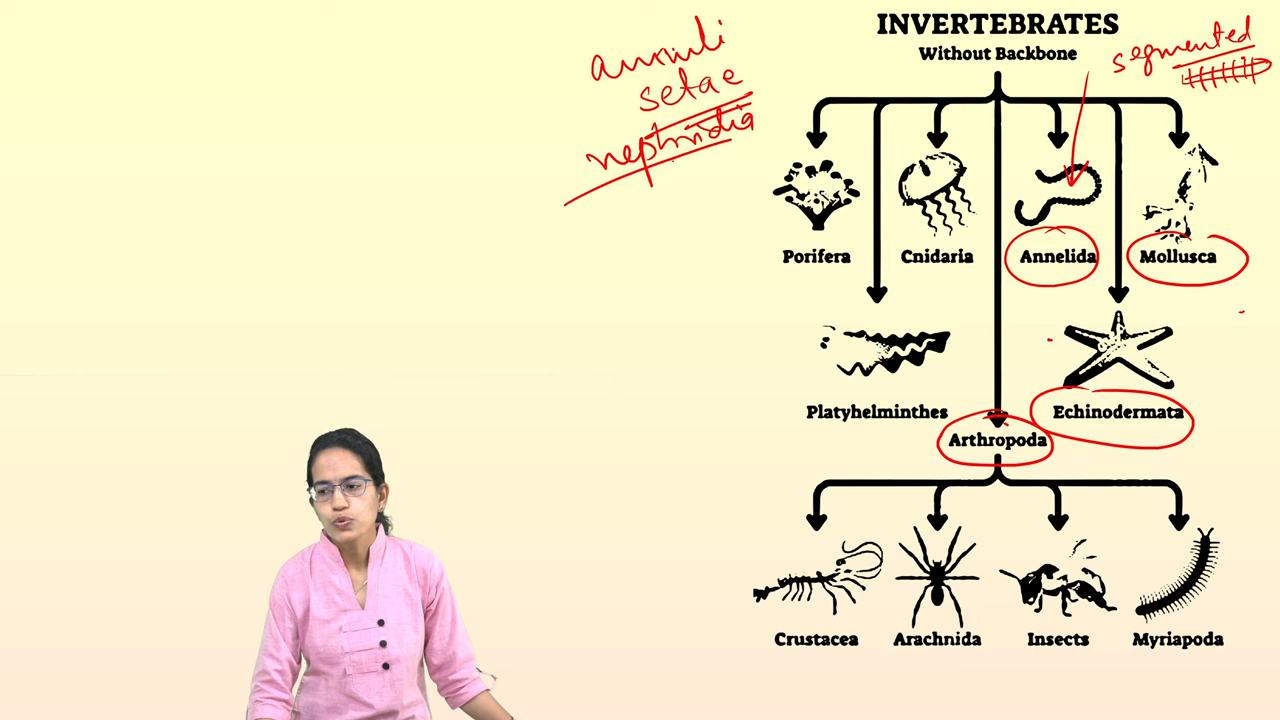 INVERTEBRATES
Without Backbone
annuli
setae
nephridia
segmented
Porifera
Cnidaria
Annelida
Mollusca
Platyhelminthes
Echinodermata
Arthropoda
Crustacea
Arachnida
Insects
Myriapoda